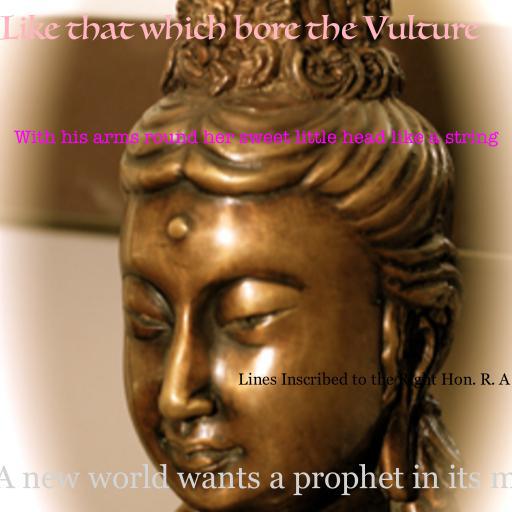 Like that which bore the Vulture
With his arms round her sweet little head like a string
Lines Inscribed to the Right Hon. R. A
A new world wants a prophet in its